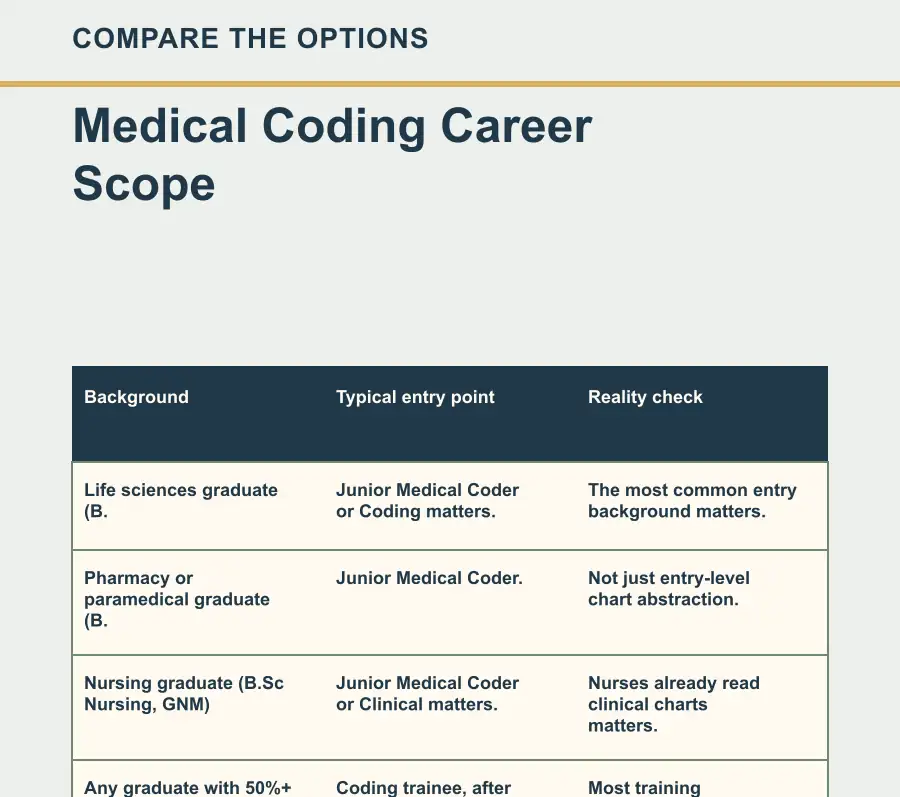 COMPARE THE OPTIONS
Medical Coding Career
Scope
Background Typical entry point Reality check
Life sciences graduate
(B.
Junior Medical Coder
or Coding matters.
The most common entry
background matters.
Pharmacy or
paramedical graduate
(B.
Junior Medical Coder.
Not just entry-level
chart abstraction.
Nursing graduate (B.Sc
Nursing, GNM)
Junior Medical Coder
or Clinical matters.
Nurses already read
clinical charts
matters.
Any graduate with 50%+
Coding trainee, after
Most training